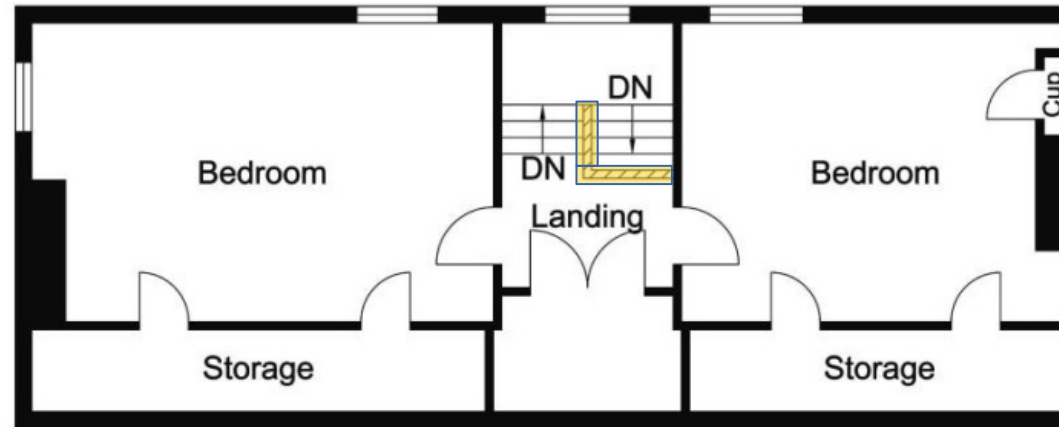 DN
Cup
Bedroom
DN
Bedroom
Landing
Storage
Storage